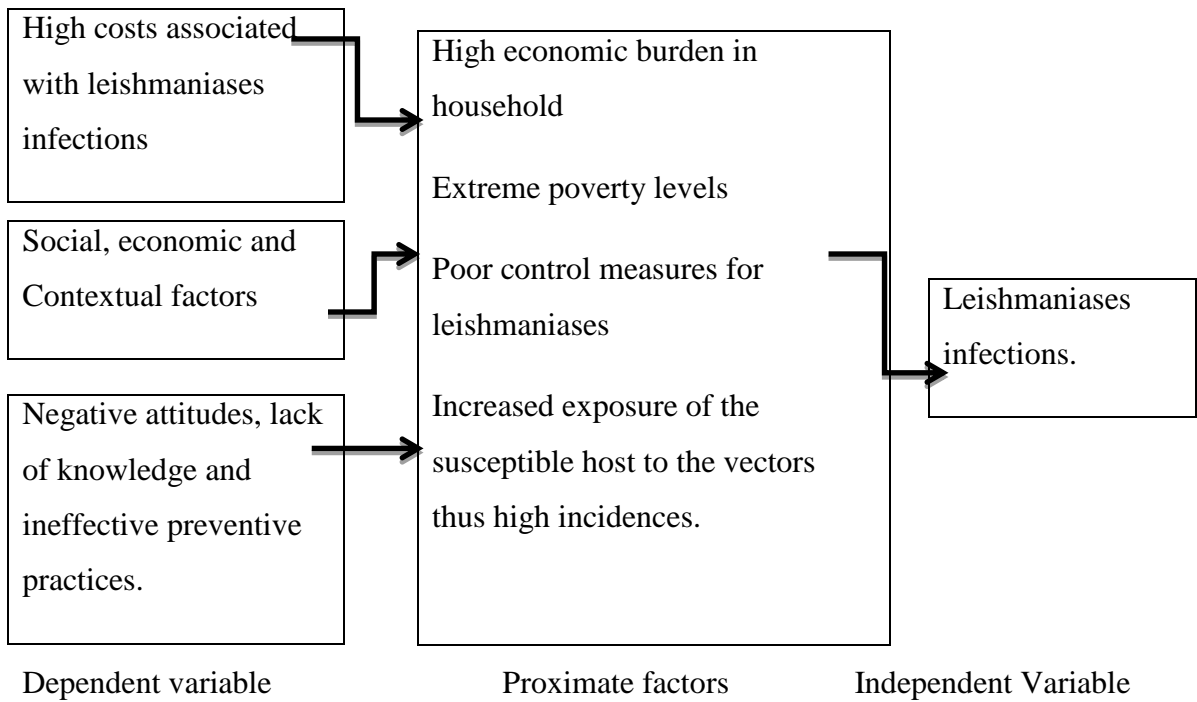 High costs associated
with leishmaniases
infections
Social, economic and
Contextual factors
Negative attitudes, lack
of knowledge and
ineffective preventive
practices.
High economic burden in
household
Extreme poverty levels
Poor control measures for
leishmaniases
Increased exposure of the
susceptible host to the vectors
thus high incidences.
Leishmaniases
infections.
Dependent variable
Proximate factors
Independent Variable